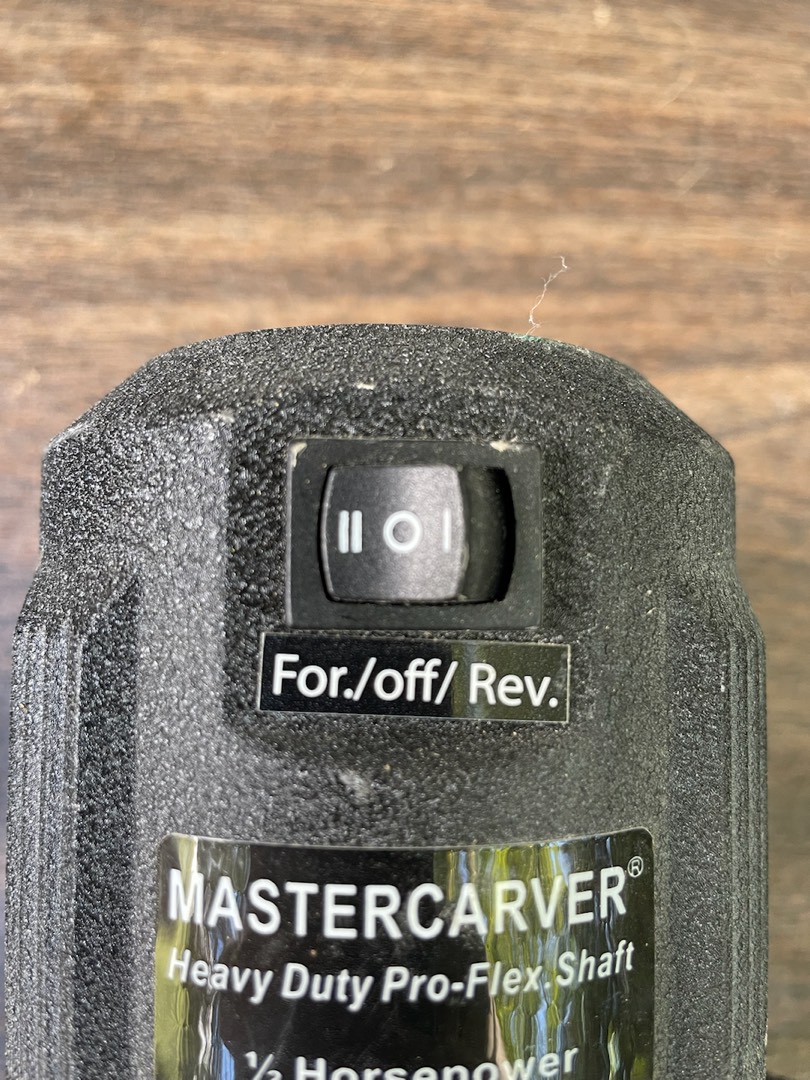 II O I
For./off/ Rev.
MASTERCARVER®
Heavy Duty Pro-Flex Shaft
½ Horsepower